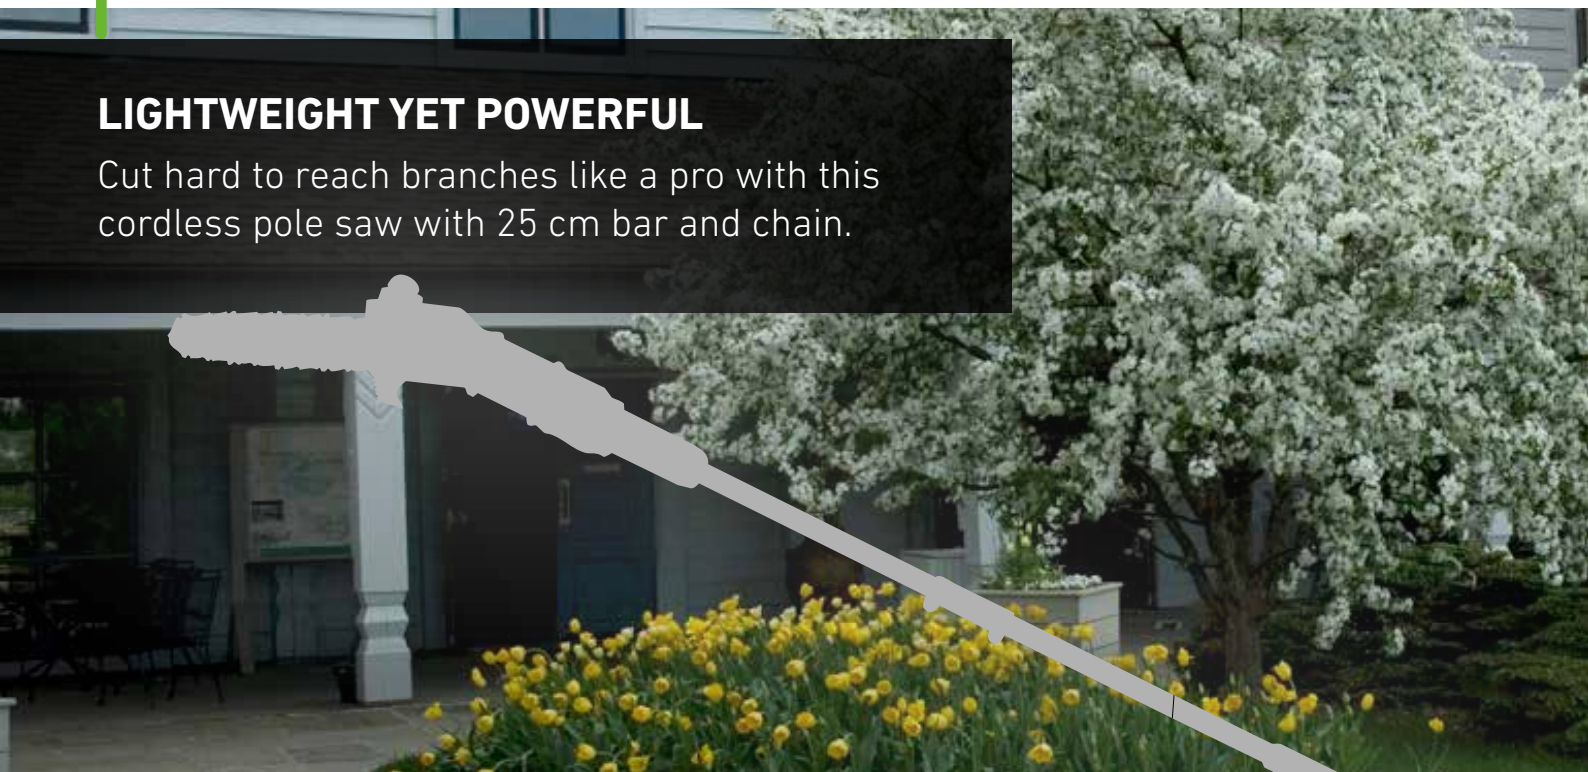 LIGHTWEIGHT YET POWERFUL
Cut hard to reach branches like a pro with this
cordless pole saw with 25 cm bar and chain.